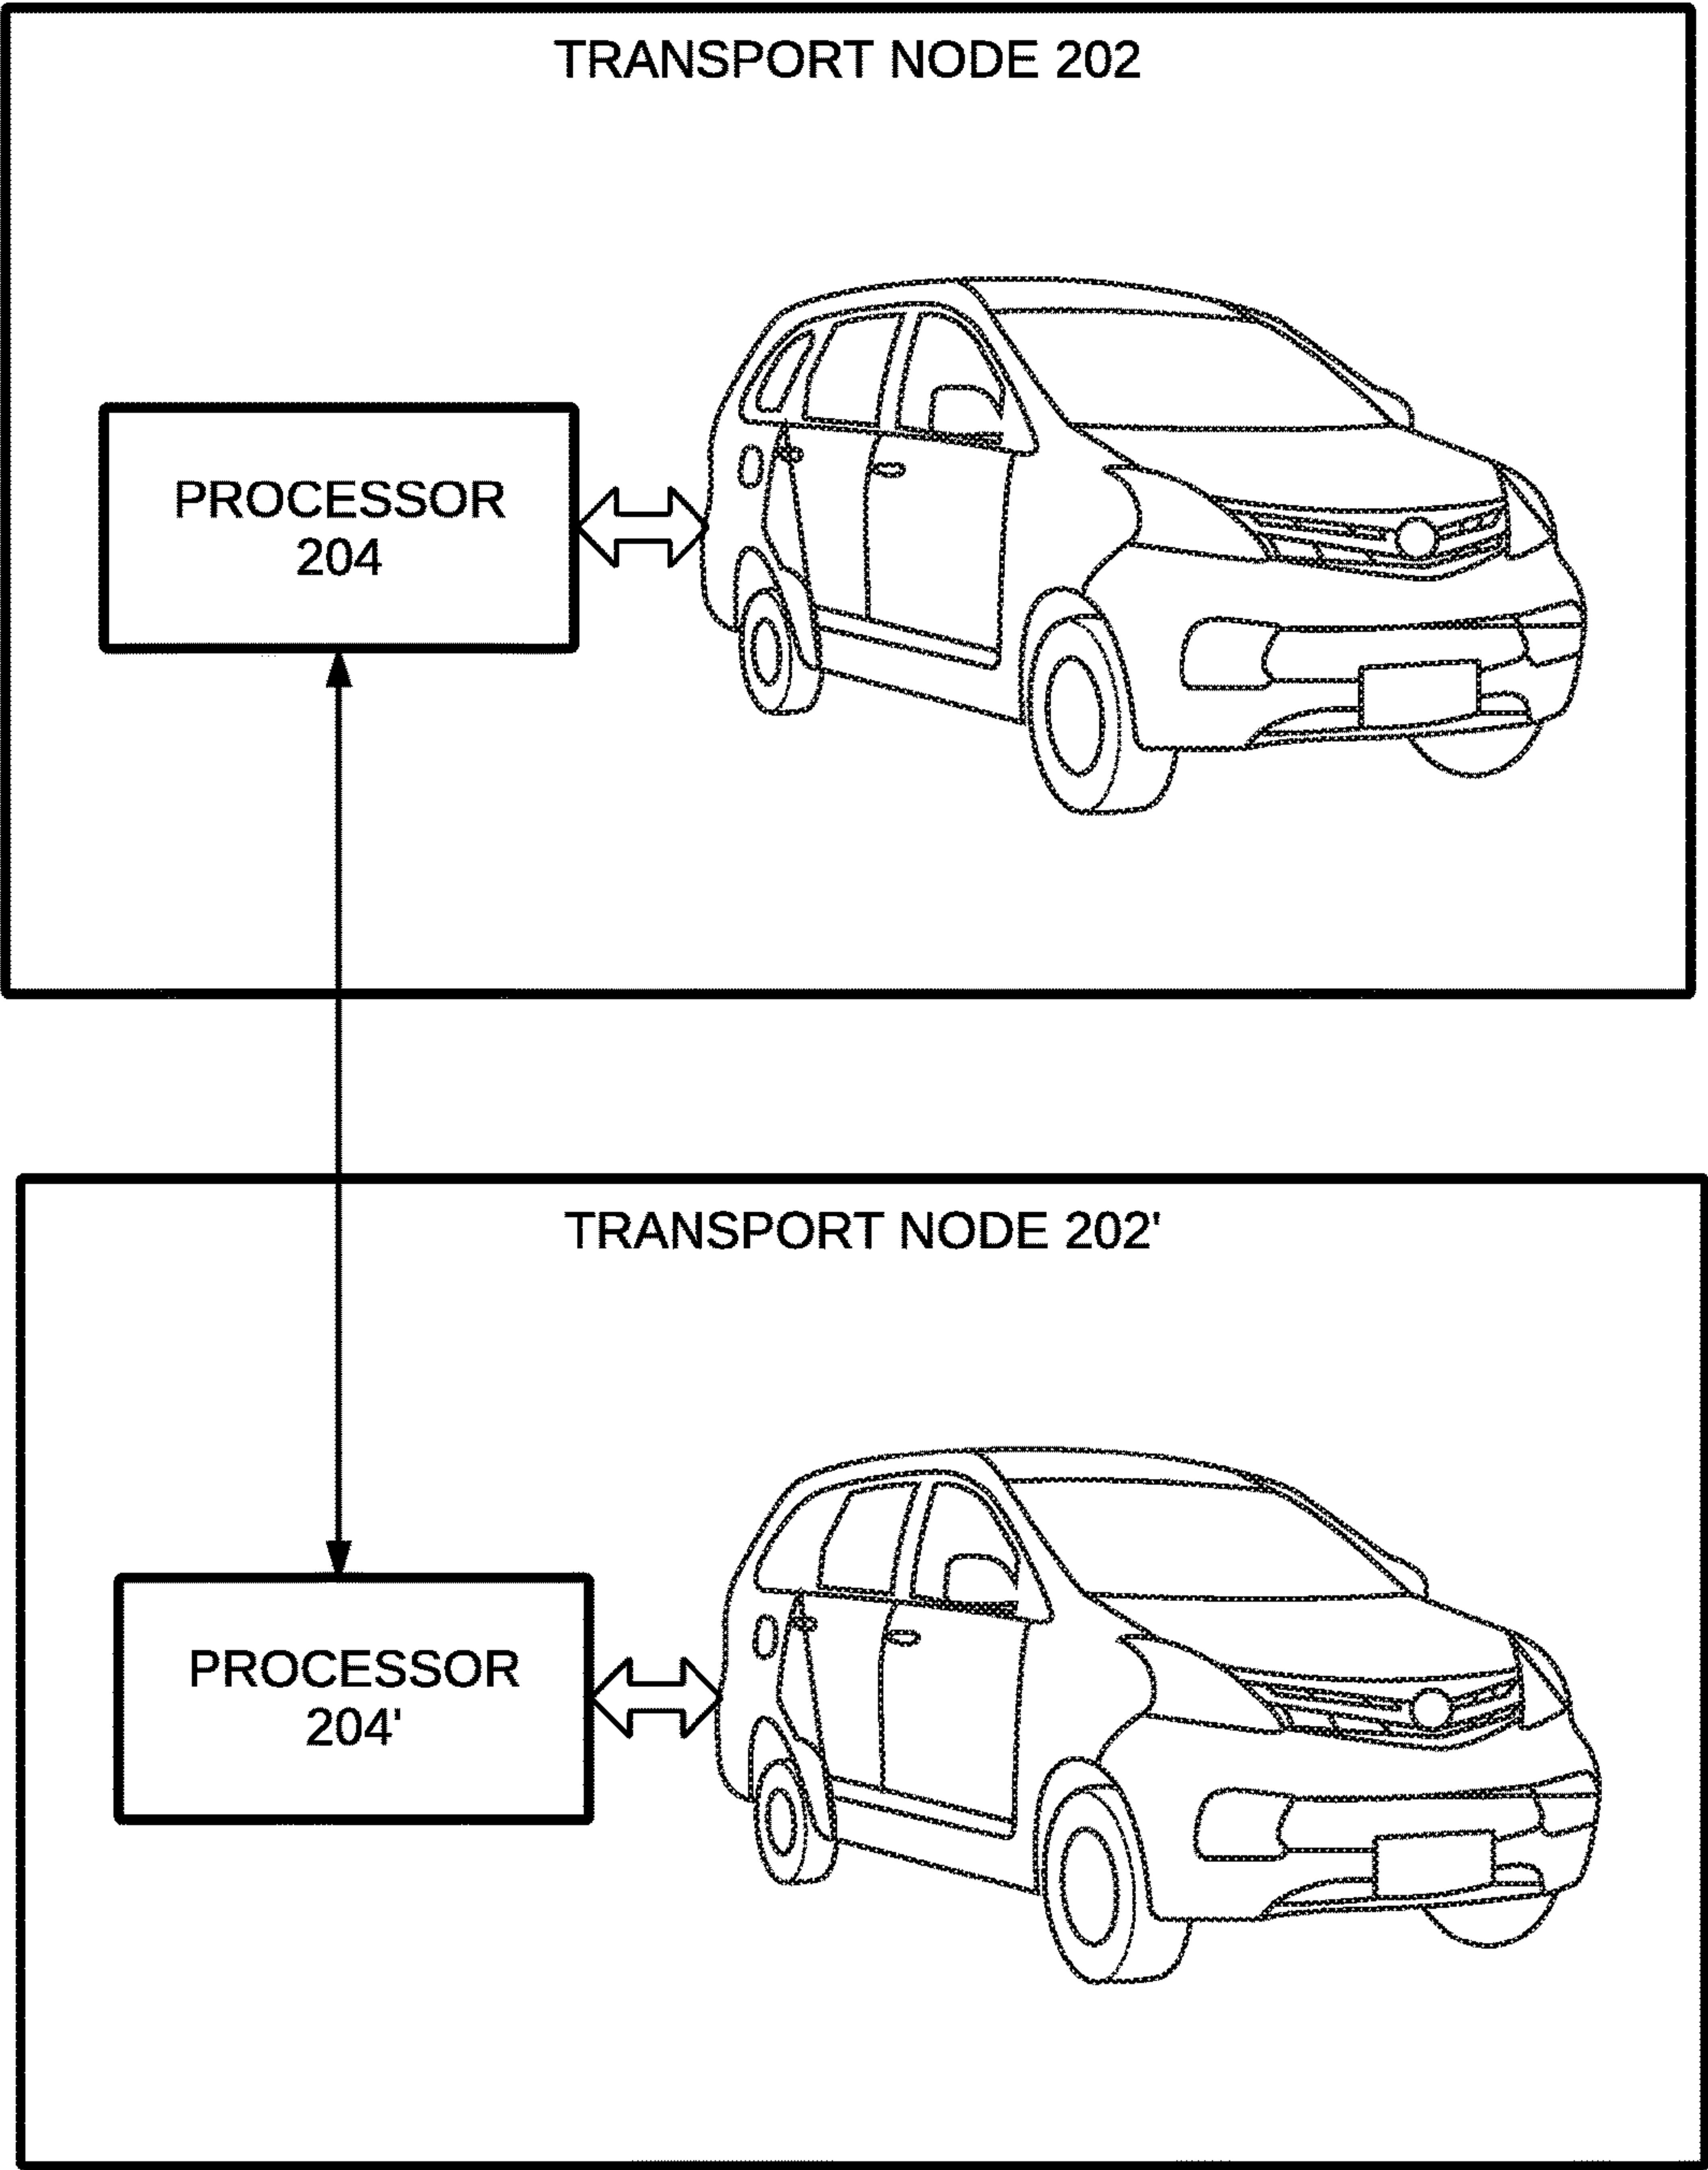 TRANSPORT NODE 202
PROCESSOR
204
TRANSPORT NODE 202'
PROCESSOR
204'